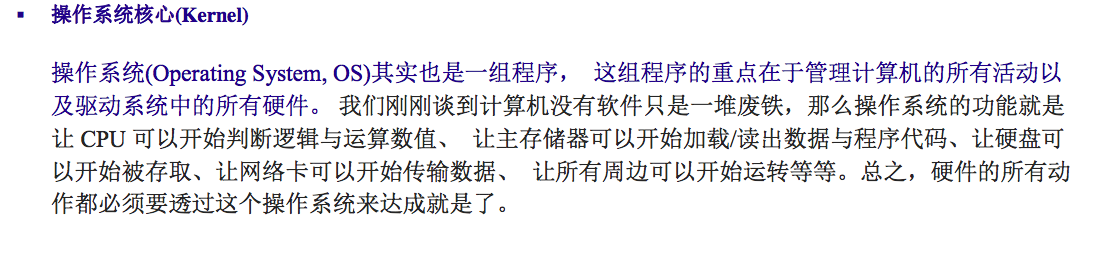 ▪ 操作系统核心(Kernel)
操作系统(Operating System, OS)其实也是一组程序， 这组程序的重点在于管理计算机的所有活动以
及驱动系统中的所有硬件。 我们刚刚谈到计算机没有软件只是一堆废铁，那么操作系统的功能就是
让 CPU 可以开始判断逻辑与运算数值、 让主存储器可以开始加载/读出数据与程序代码、让硬盘可
以开始被存取、让网络卡可以开始传输数据、 让所有周边可以开始运转等等。总之，硬件的所有动
作都必须要透过这个操作系统来达成就是了。